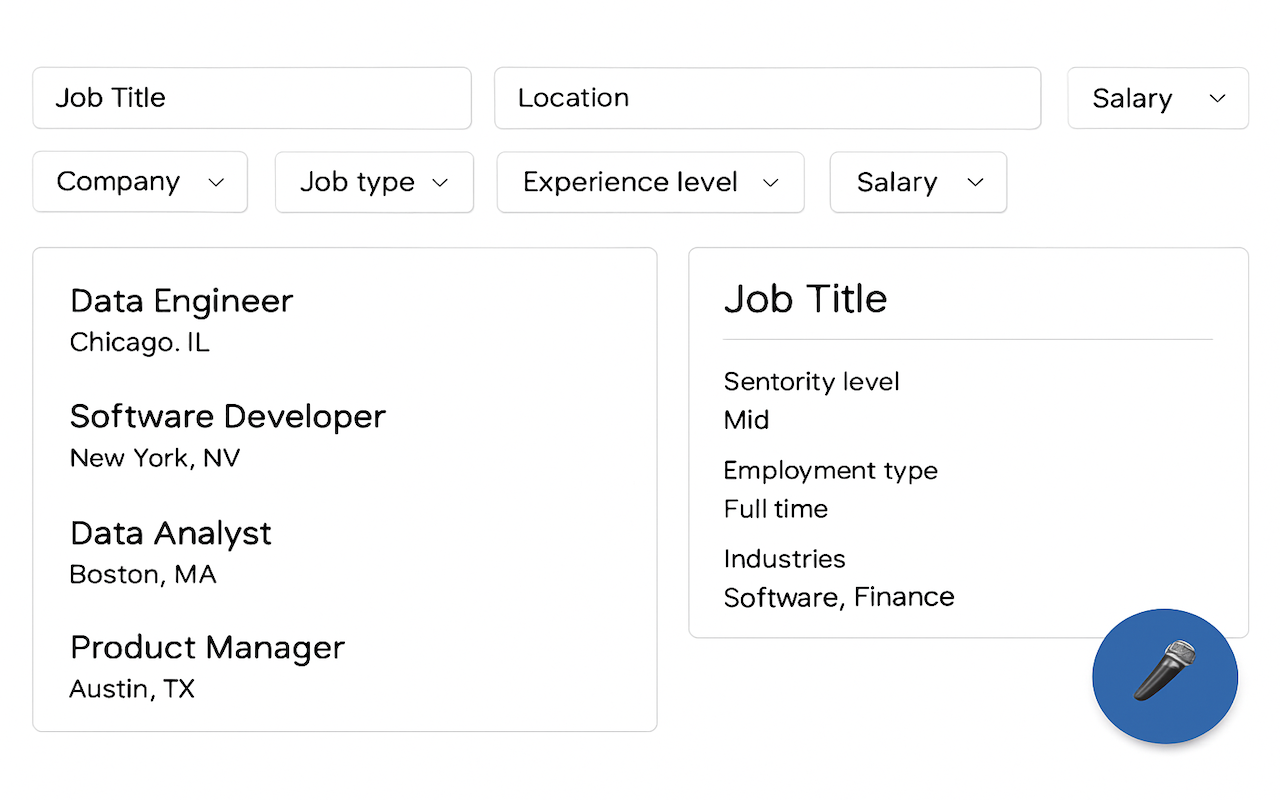 Job Title
Location
Salary
Company
Job type
Experience level
Salary
Data Engineer
Chicago. IL
Software Developer
New York, NV
Data Analyst
Boston, MA
Product Manager
Austin, TX
Job Title
Sentority level
Mid
Employment type
Full time
Industries
Software, Finance